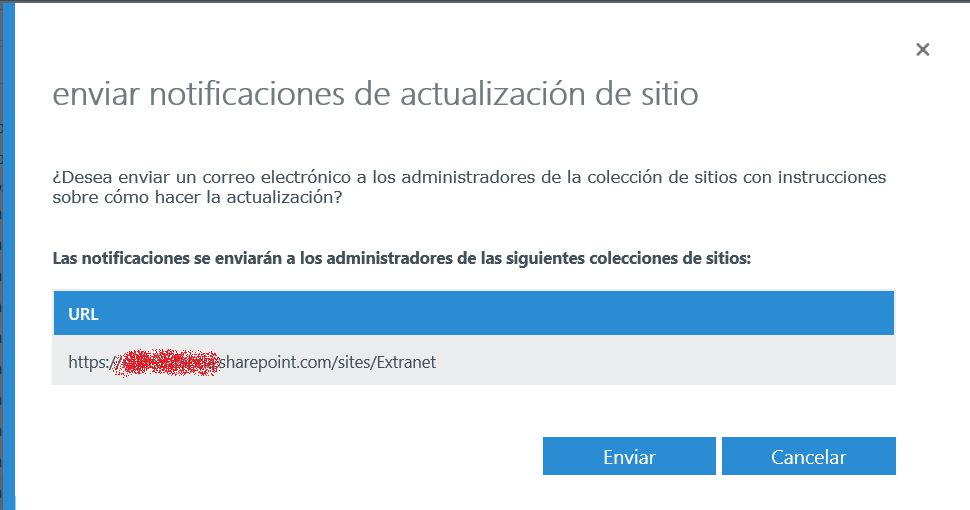 enviar notificaciones de actualización de sitio
¿Desea enviar un correo electrónico a los administradores de la colección de sitios con instrucciones
sobre cómo hacer la actualización?
Las notificaciones se enviarán a los administradores de las siguientes colecciones de sitios:
URL
https:/ sharepoint.com/sites/Extranet
Enviar Cancelar